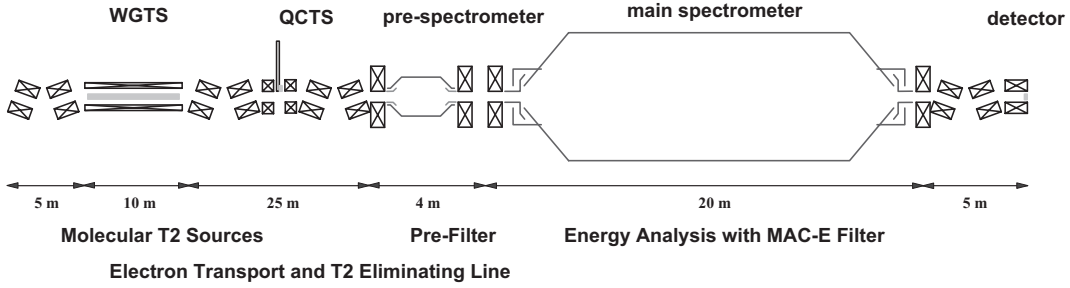 WGTS QCTS pre-spectrometer main spectrometer detector
5 m 10 m 25 m 4 m 20 m 5 m
Molecular T2 Sources Pre-Filter Energy Analysis with MAC-E Filter
Electron Transport and T2 Eliminating Line